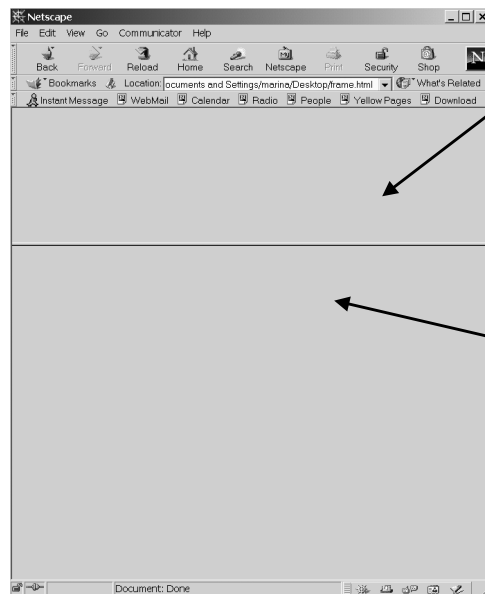 Netscape
File Edit View Go Communicator Help
Back Forward Reload Home Search Netscape Print Security Shop N
Bookmarks Location: ocuments and Settings/marina/Desktop/frame.html What's Related
Instant Message WebMail Calendar Radio People Yellow Pages Download
Document: Done